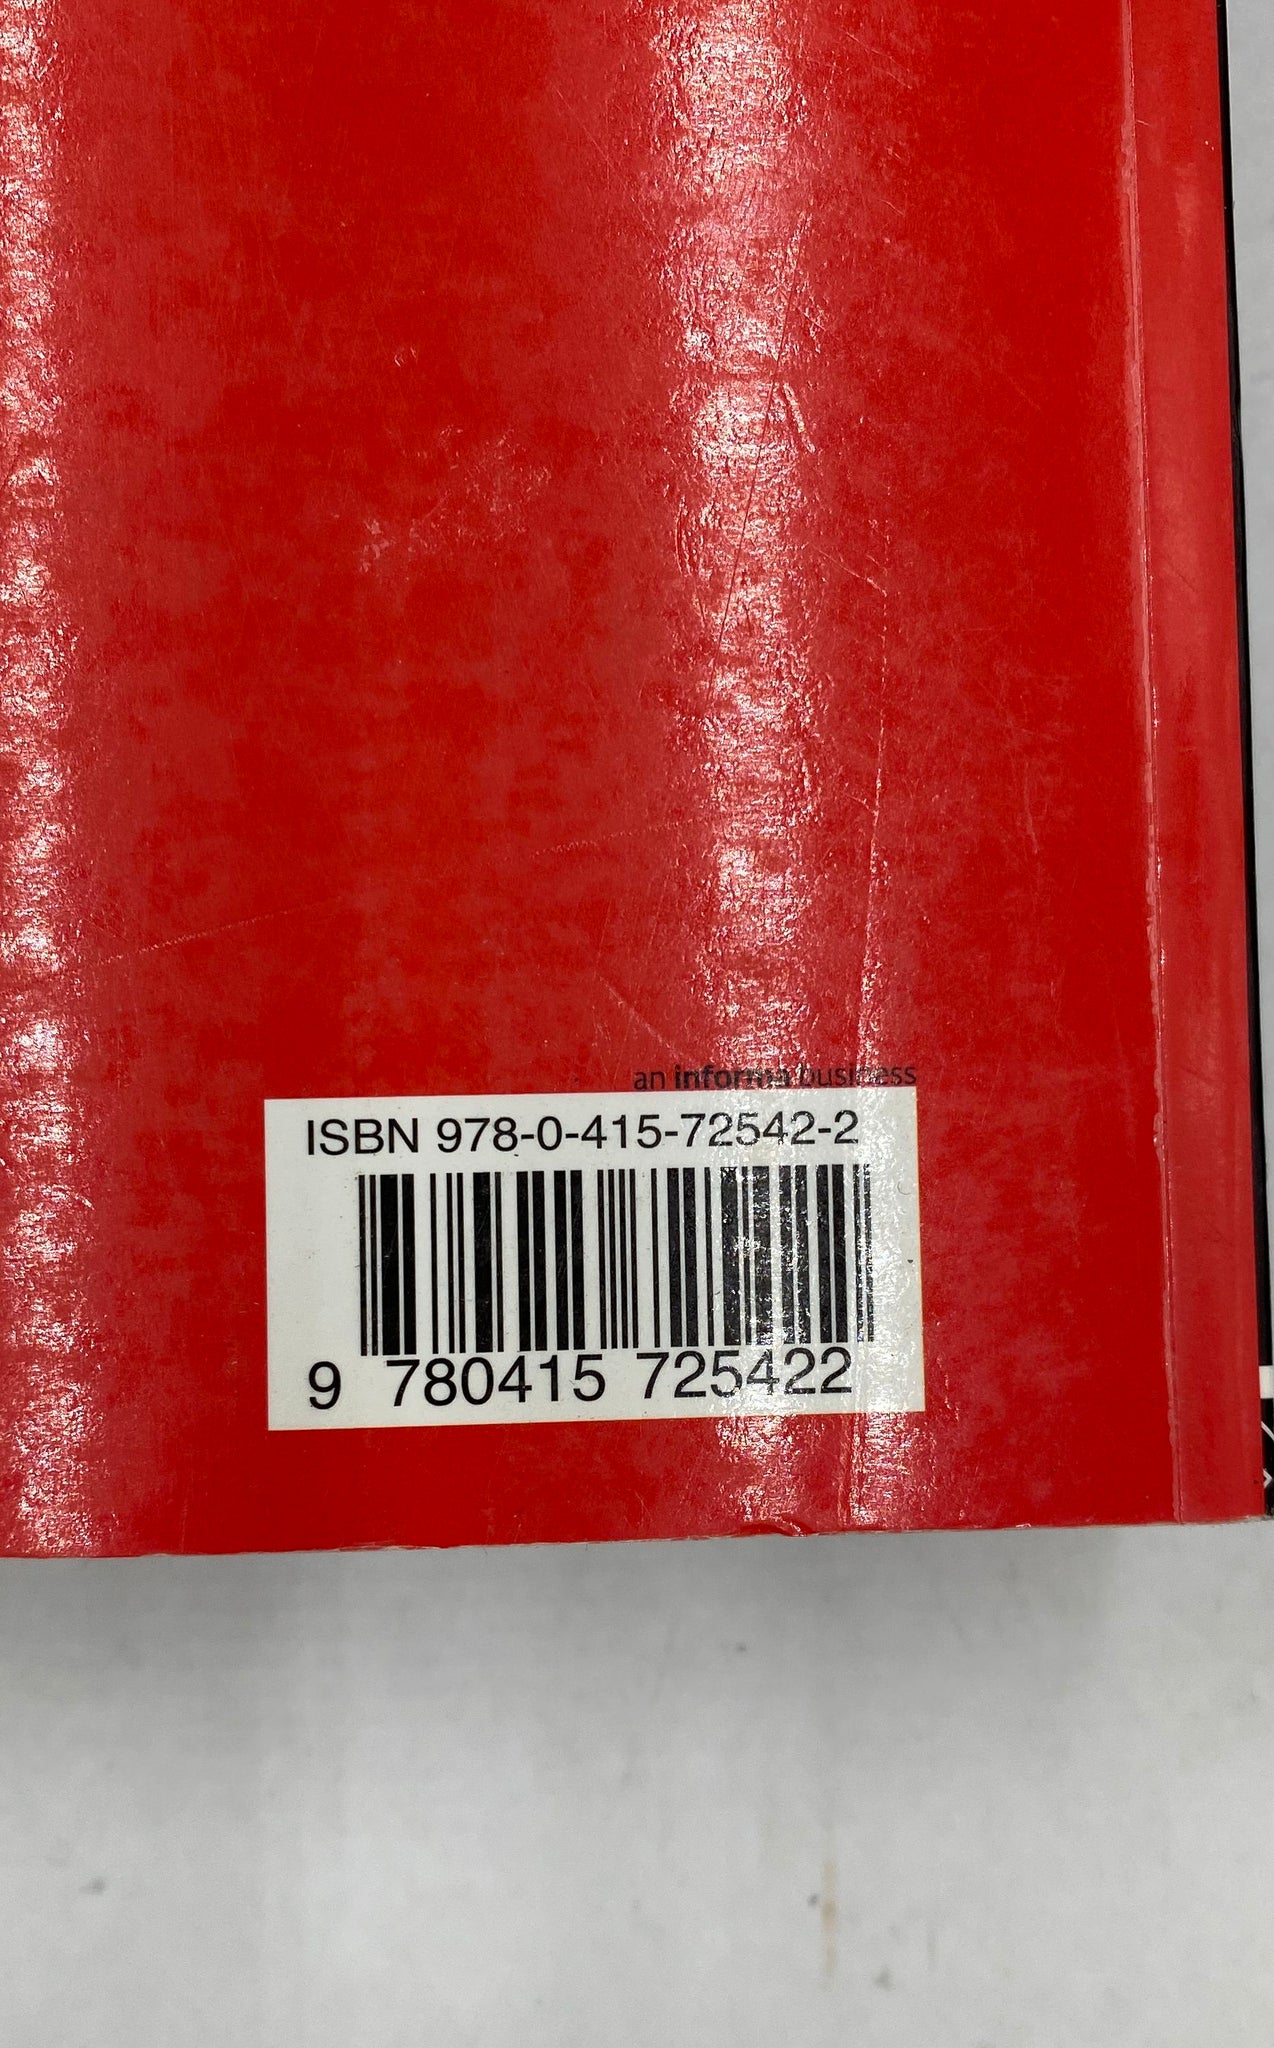 an informa business
ISBN 978-0-415-72542-2
9 780415 725422